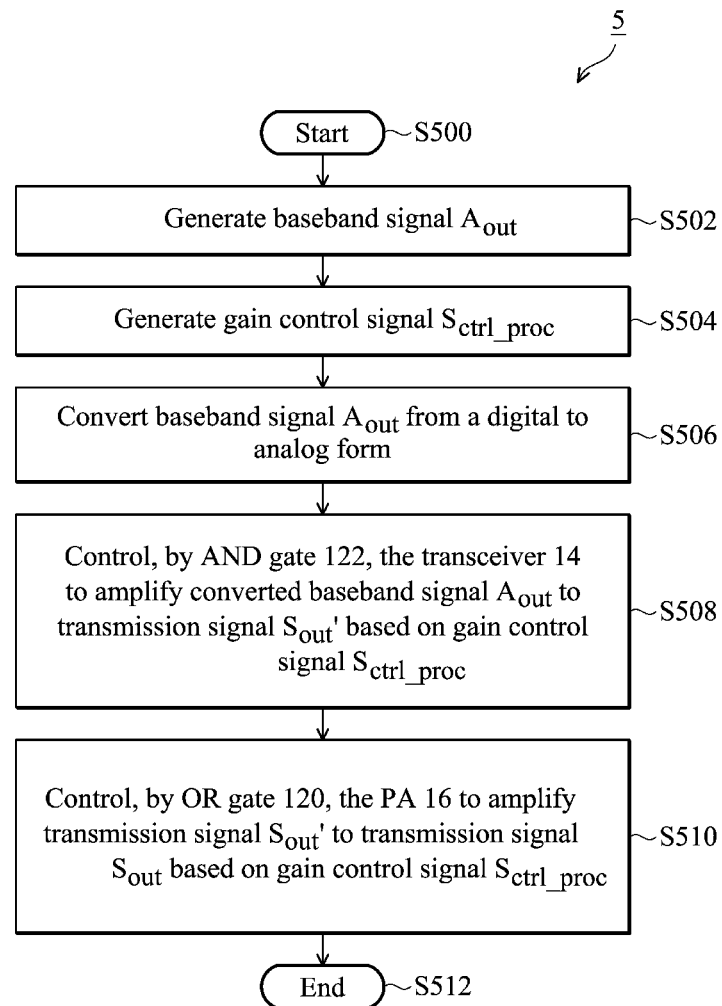 5
Start
S500
Generate baseband signal A_out
S502
Generate gain control signal S_ctrl_proc
S504
Convert baseband signal A_out from a digital to
analog form
S506
Control, by AND gate 122, the transceiver 14
to amplify converted baseband signal A_out to
transmission signal S_out' based on gain control
signal S_ctrl_proc
S508
Control, by OR gate 120, the PA 16 to amplify
transmission signal S_out' to transmission signal
S_out based on gain control signal S_ctrl_proc
S510
End
S512